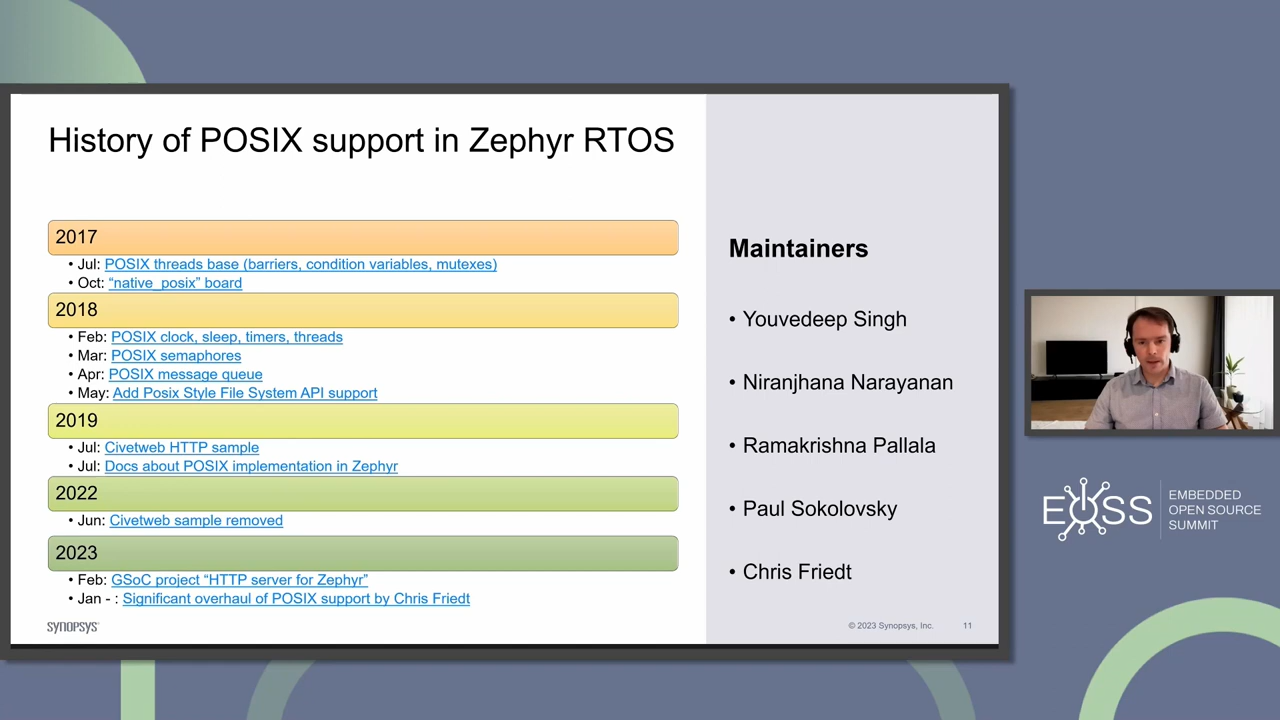 History of POSIX support in Zephyr RTOS
2017
• Jul: POSIX threads base (barriers, condition variables, mutexes)
• Oct: “native_posix” board
2018
• Feb: POSIX clock, sleep, timers, threads
• Mar: POSIX semaphores
• Apr: POSIX message queue
• May: Add Posix Style File System API support
2019
• Jul: Civetweb HTTP sample
• Jul: Docs about POSIX implementation in Zephyr
2022
• Jun: Civetweb sample removed
2023
• Feb: GSoC project “HTTP server for Zephyr”
• Jan - : Significant overhaul of POSIX support by Chris Friedt
SYNOPSYS®
Maintainers
• Youvedeep Singh
• Niranjhana Narayanan
• Ramakrishna Pallala
• Paul Sokolovsky
• Chris Friedt
© 2023 Synopsys, Inc. 11
EOSS
EMBEDDED
OPEN SOURCE
SUMMIT